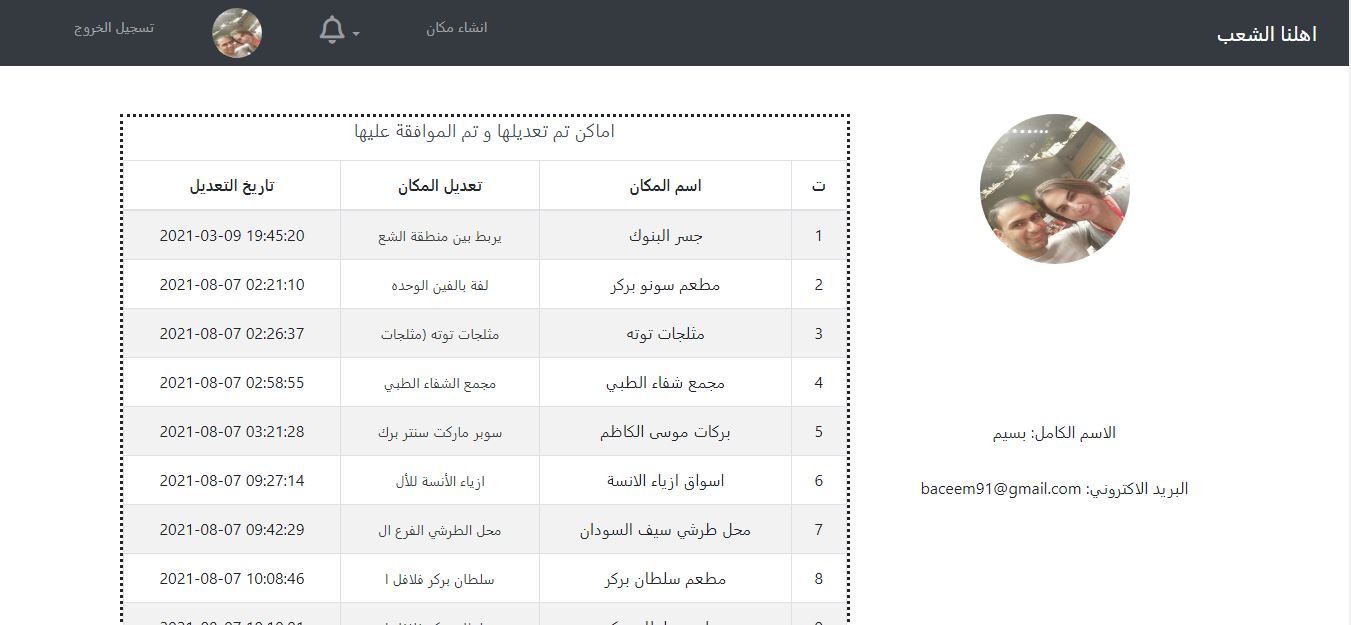 اهلنا الشعب
انشاء مكان
تسجيل الخروج
اماكن تم تعديلها و تم الموافقة عليها
ت اسم المكان تعديل المكان تاريخ التعديل
1 جسر البنوك يربط بين منطقة الشع 2021-03-09 19:45:20
2 مطعم سونو بركر لفة بالفين الوحده 2021-08-07 02:21:10
3 مثلجات توته مثلجات توته (مثلجات 2021-08-07 02:26:37
4 مجمع شفاء الطبي مجمع الشفاء الطبي 2021-08-07 02:58:55
5 بركات موسى الكاظم سوبر ماركت سنتر برك 2021-08-07 03:21:28
6 اسواق ازياء الانسة ازياء الأنسة للأل 2021-08-07 09:27:14
7 محل طرشي سيف السودان محل الطرشي الفرع ال 2021-08-07 09:42:29
8 مطعم سلطان بركر سلطان بركر فلافل ا 2021-08-07 10:08:46
الاسم الكامل: بسيم
البريد الاكتروني: baceem91@gmail.com